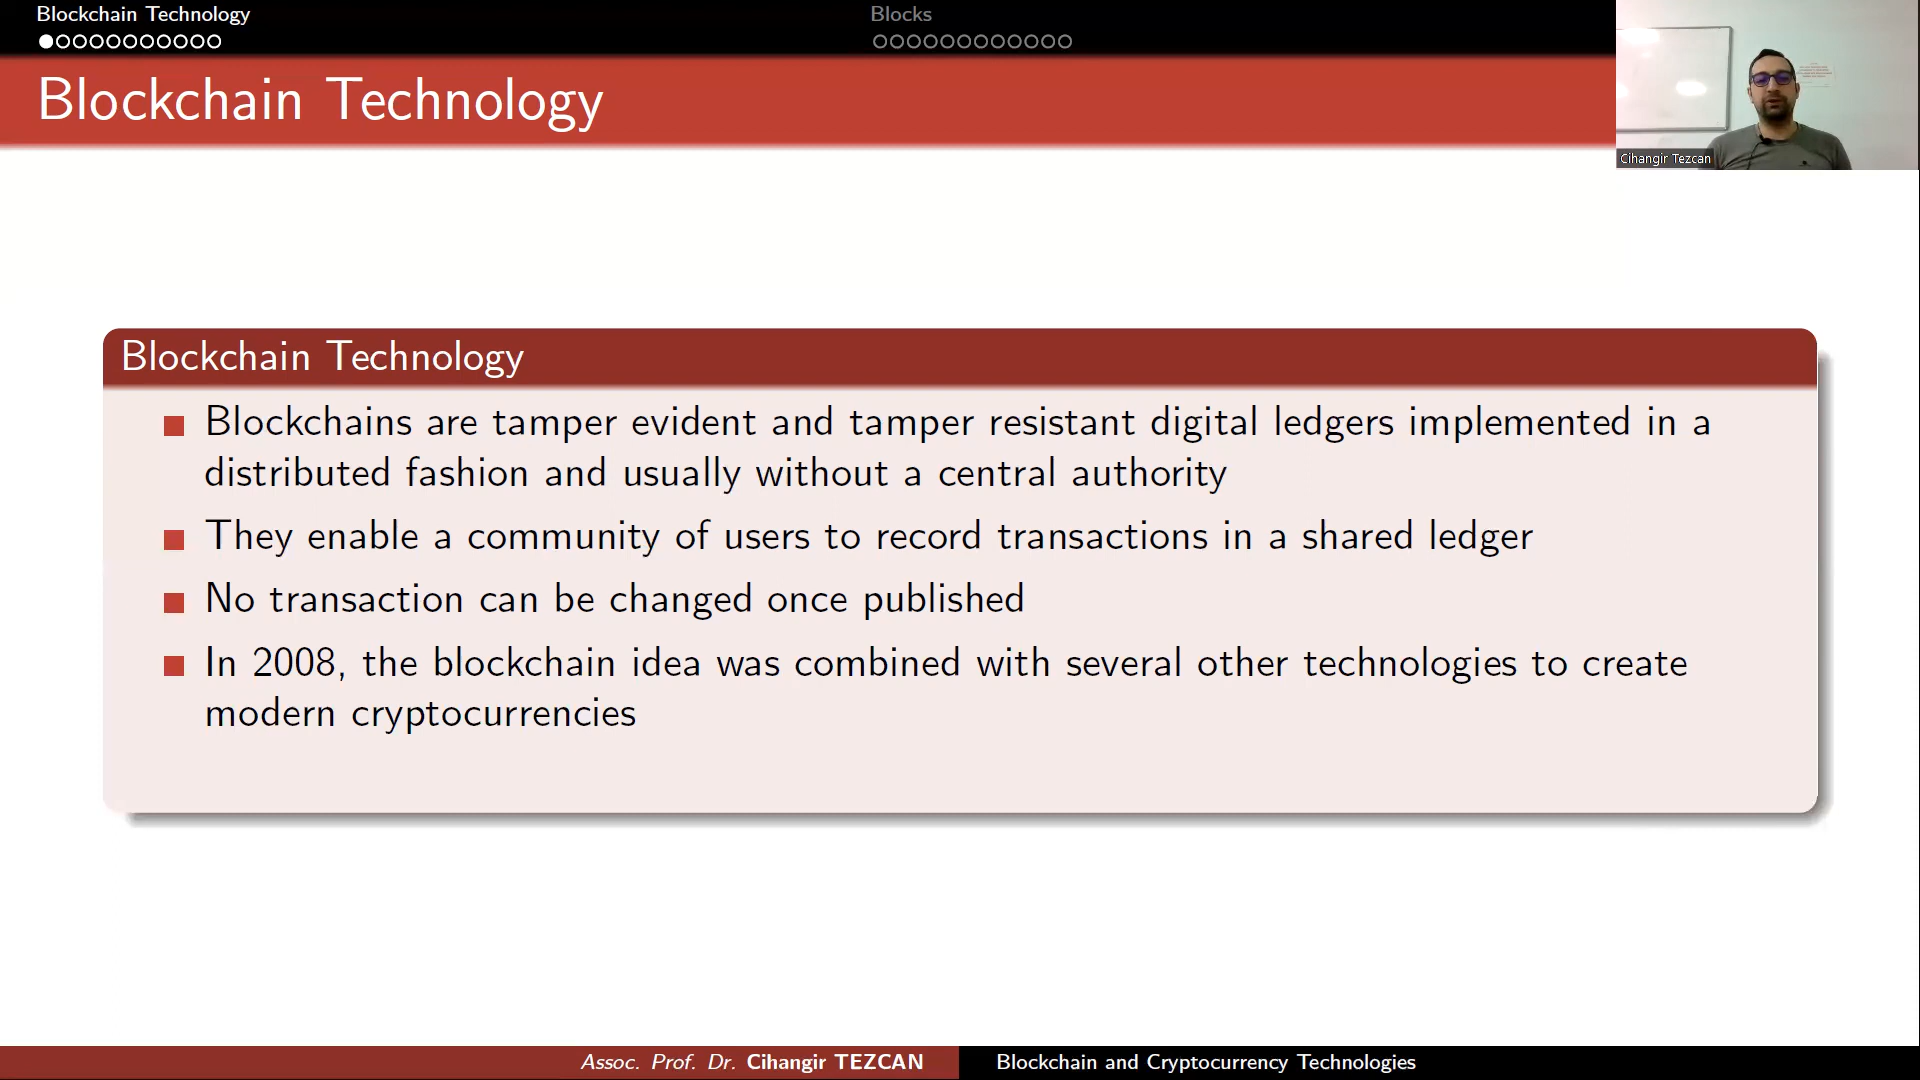 Blockchain Technology
Blocks
Blockchain Technology
Cihangir Tezcan
Blockchain Technology
Blockchains are tamper evident and tamper resistant digital ledgers implemented in a
distributed fashion and usually without a central authority
They enable a community of users to record transactions in a shared ledger
No transaction can be changed once published
In 2008, the blockchain idea was combined with several other technologies to create
modern cryptocurrencies
Assoc. Prof. Dr. Cihangir TEZCAN
Blockchain and Cryptocurrency Technologies